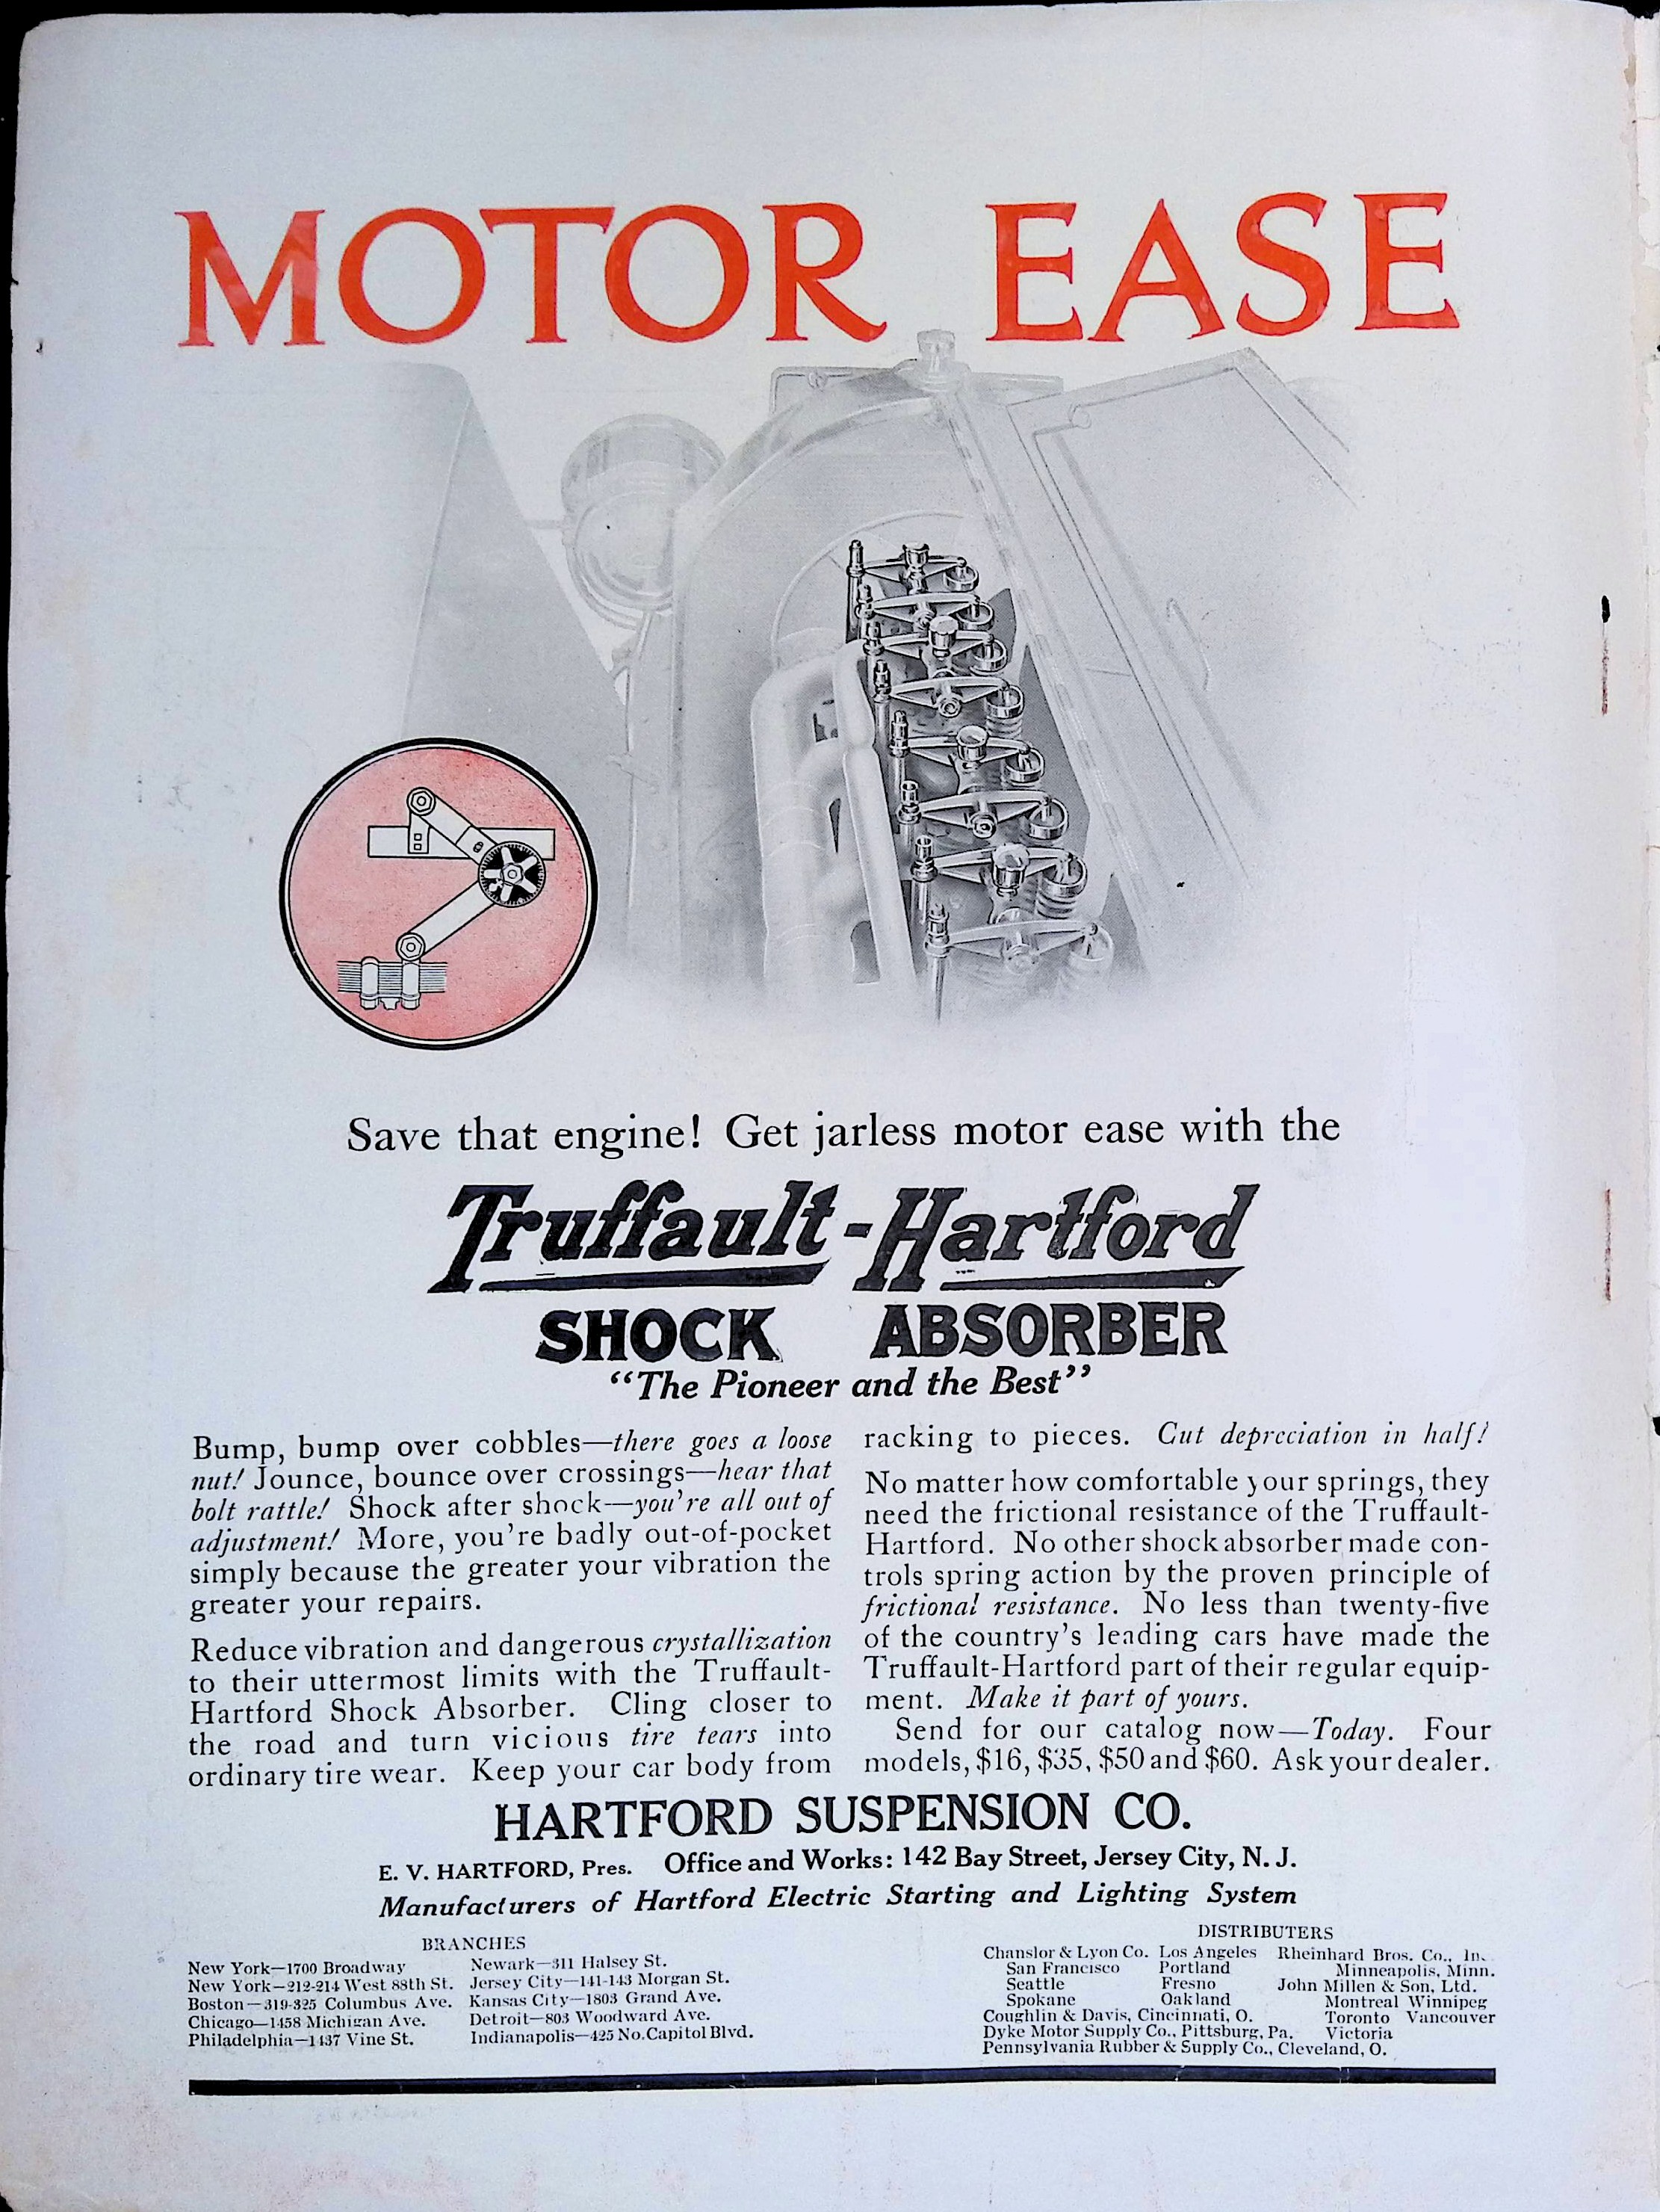 MOTOR EASE
Save that engine! Get jarless motor ease with the
Truffault-Hartford
SHOCK ABSORBER
“The Pioneer and the Best”
Bump, bump over cobbles—there goes a loose
nut! Jounce, bounce over crossings—hear that
bolt rattle! Shock after shock—you're all out of
adjustment! More, you're badly out-of-pocket
simply because the greater your vibration the
greater your repairs.
Reduce vibration and dangerous crystallization
to their uttermost limits with the Truffault-
Hartford Shock Absorber. Cling closer to
the road and turn vicious tire tears into
ordinary tire wear. Keep your car body from
racking to pieces. Cut depreciation in half!
No matter how comfortable your springs, they
need the frictional resistance of the Truffault-
Hartford. No other shock absorber made con-
trols spring action by the proven principle of
frictional resistance. No less than twenty-five
of the country's leading cars have made the
Truffault-Hartford part of their regular equip-
ment. Make it part of yours.
Send for our catalog now—Today. Four
models, $16, $35, $50 and $60. Ask your dealer.
HARTFORD SUSPENSION CO.
E. V. HARTFORD, Pres. Office and Works: 142 Bay Street, Jersey City, N. J.
Manufacturers of Hartford Electric Starting and Lighting System
BRANCHES
New York—1700 Broadway
New York—212-214 West 88th St.
Boston—319-325 Columbus Ave.
Chicago—1458 Michigan Ave.
Philadelphia—1437 Vine St.
Newark—311 Halsey St.
Jersey City—141-143 Morgan St.
Kansas City—1803 Grand Ave.
Detroit—803 Woodward Ave.
Indianapolis—425 No. Capitol Blvd.
DISTRIBUTERS
Chanslor & Lyon Co. Los Angeles
San Francisco Portland
Seattle Fresno
Spokane Oakland
Coughlin & Davis, Cincinnati, O.
Dyke Motor Supply Co., Pittsburg, Pa.
Pennsylvania Rubber & Supply Co., Cleveland, O.
Rheinhard Bros. Co., In.
Minneapolis, Minn.
John Millen & Son, Ltd.
Montreal Winnipeg
Toronto Vancouver
Victoria